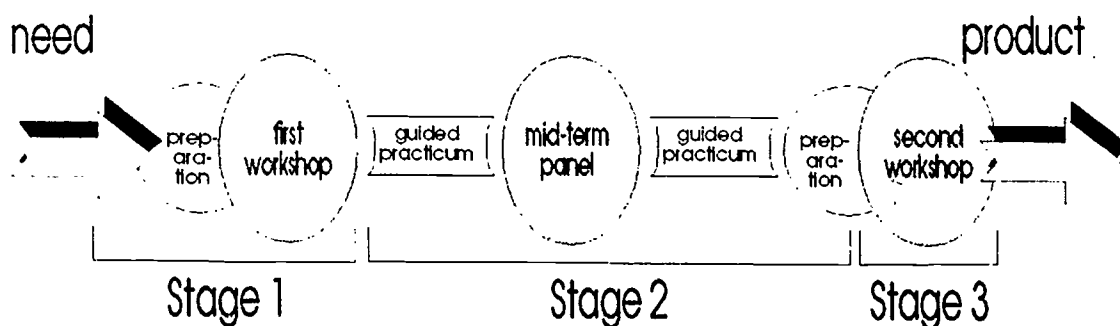 need
product
prep-
ara-
tion
first
workshop
guided
practicum
mid-term
panel
guided
practicum
prep-
ara-
tion
second
workshop
Stage 1
Stage 2
Stage 3